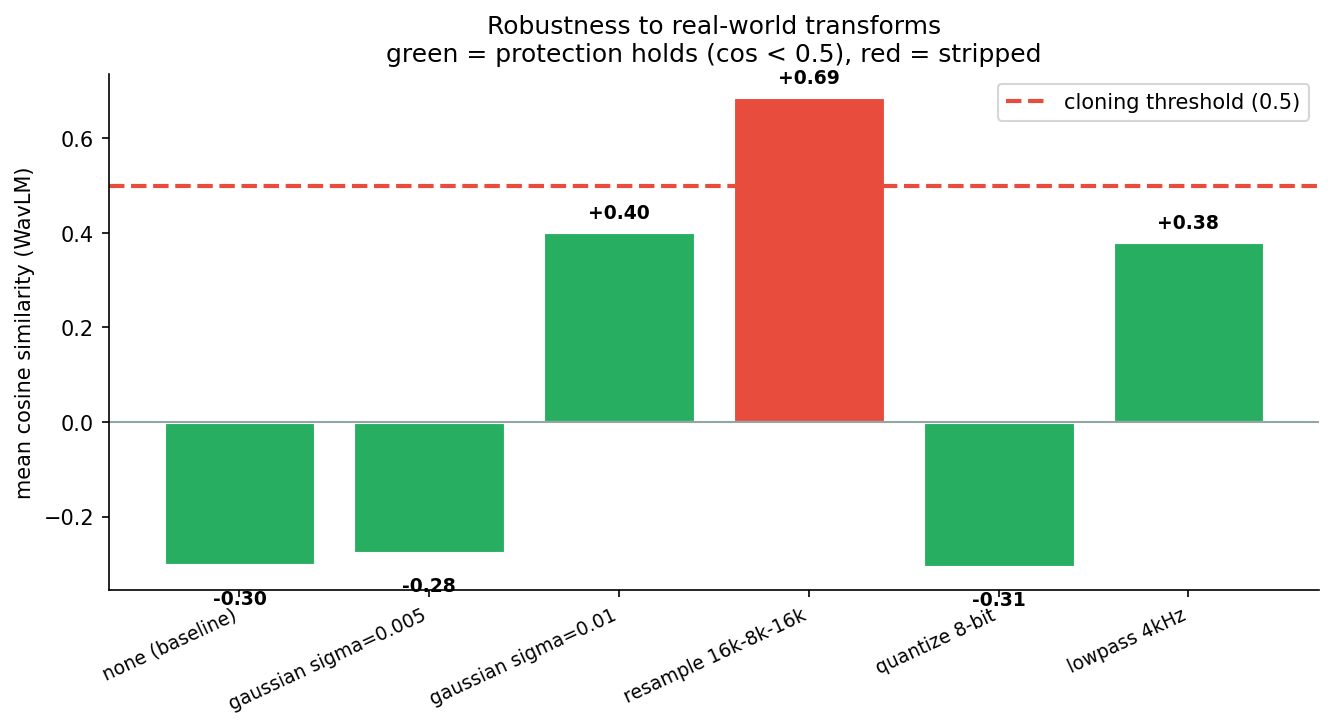 Robustness to real-world transforms
green = protection holds (cos < 0.5), red = stripped
+0.69
cloning threshold (0.5)
0.6
+0.40
+0.38
0.4
0.2
0.0
−0.2
mean cosine similarity (WavLM)
-0.30
-0.28
-0.31
none (baseline)
gaussian sigma=0.005
gaussian sigma=0.01
resample 16k-8k-16k
quantize 8-bit
lowpass 4kHz